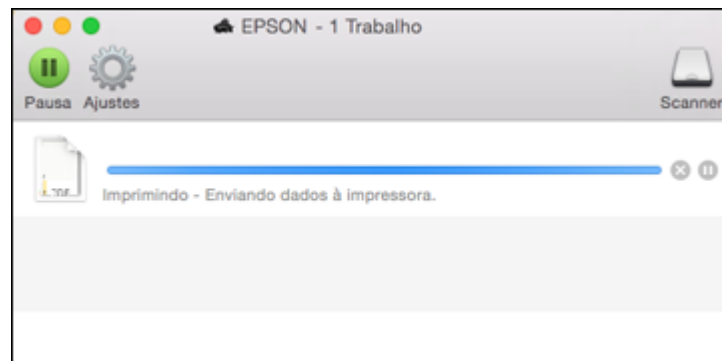 EPSON - 1 Trabalho
Pausa Ajustes
Scanner
Imprimindo - Enviando dados à impressora.